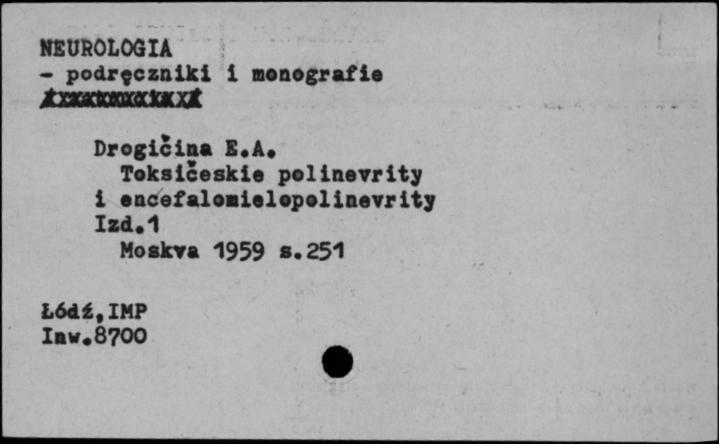 NEUROLOGIA
- podręczniki i monografie
Drogičina E.A.
Toksičeskie polinevrity
i encefalomielopolinevrity
Izd.1
Moskva 1959 s.251
Łódź,IMP
Inw.8700